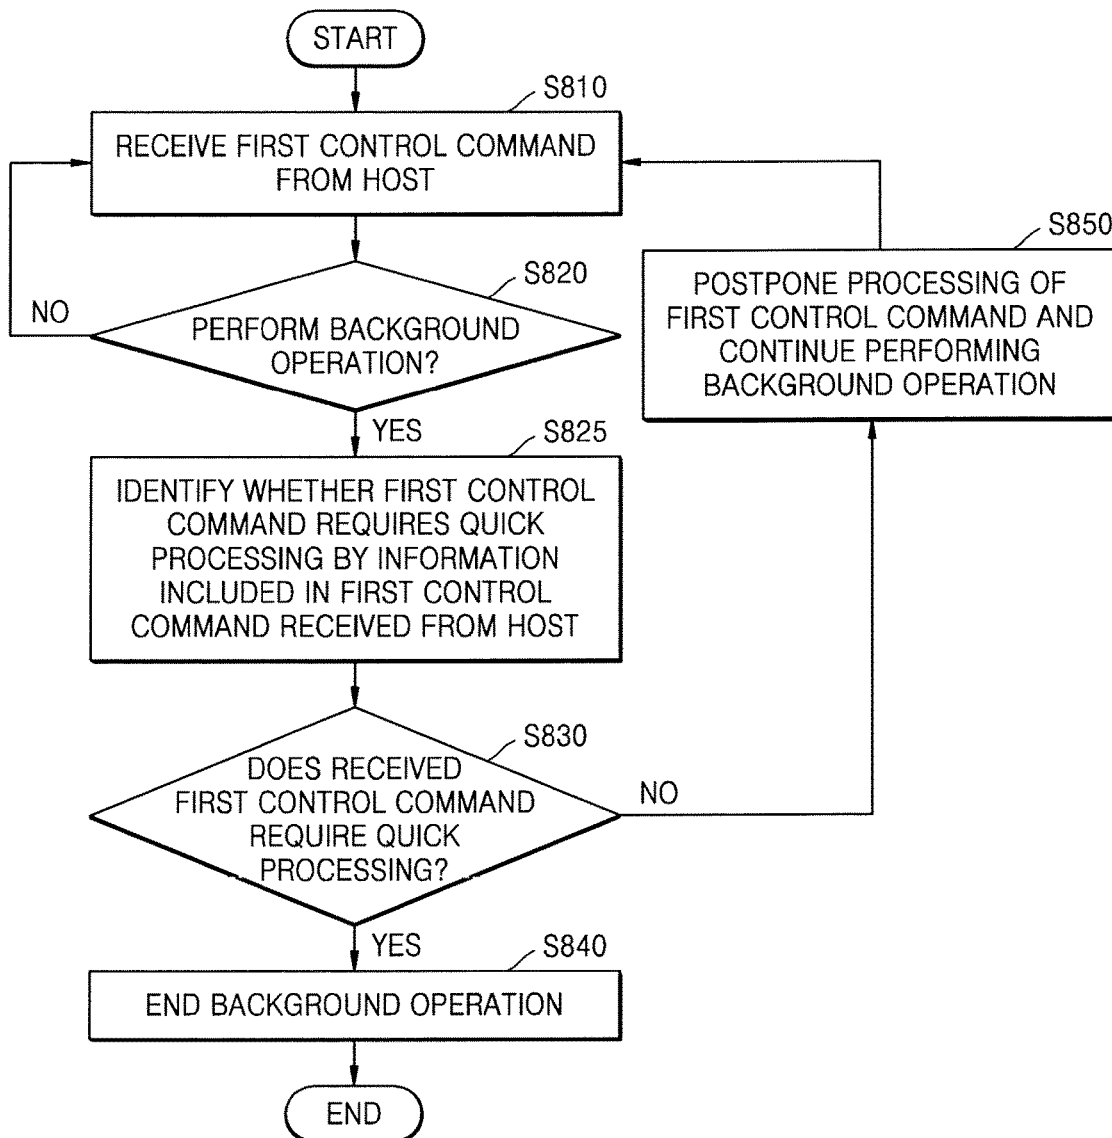 START
S810
RECEIVE FIRST CONTROL COMMAND
FROM HOST
S820
NO
PERFORM BACKGROUND
OPERATION?
YES
S825
IDENTIFY WHETHER FIRST CONTROL
COMMAND REQUIRES QUICK
PROCESSING BY INFORMATION
INCLUDED IN FIRST CONTROL
COMMAND RECEIVED FROM HOST
S830
DOES RECEIVED
FIRST CONTROL COMMAND
REQUIRE QUICK
PROCESSING?
NO
YES
S840
END BACKGROUND OPERATION
END
S850
POSTPONE PROCESSING OF
FIRST CONTROL COMMAND AND
CONTINUE PERFORMING
BACKGROUND OPERATION